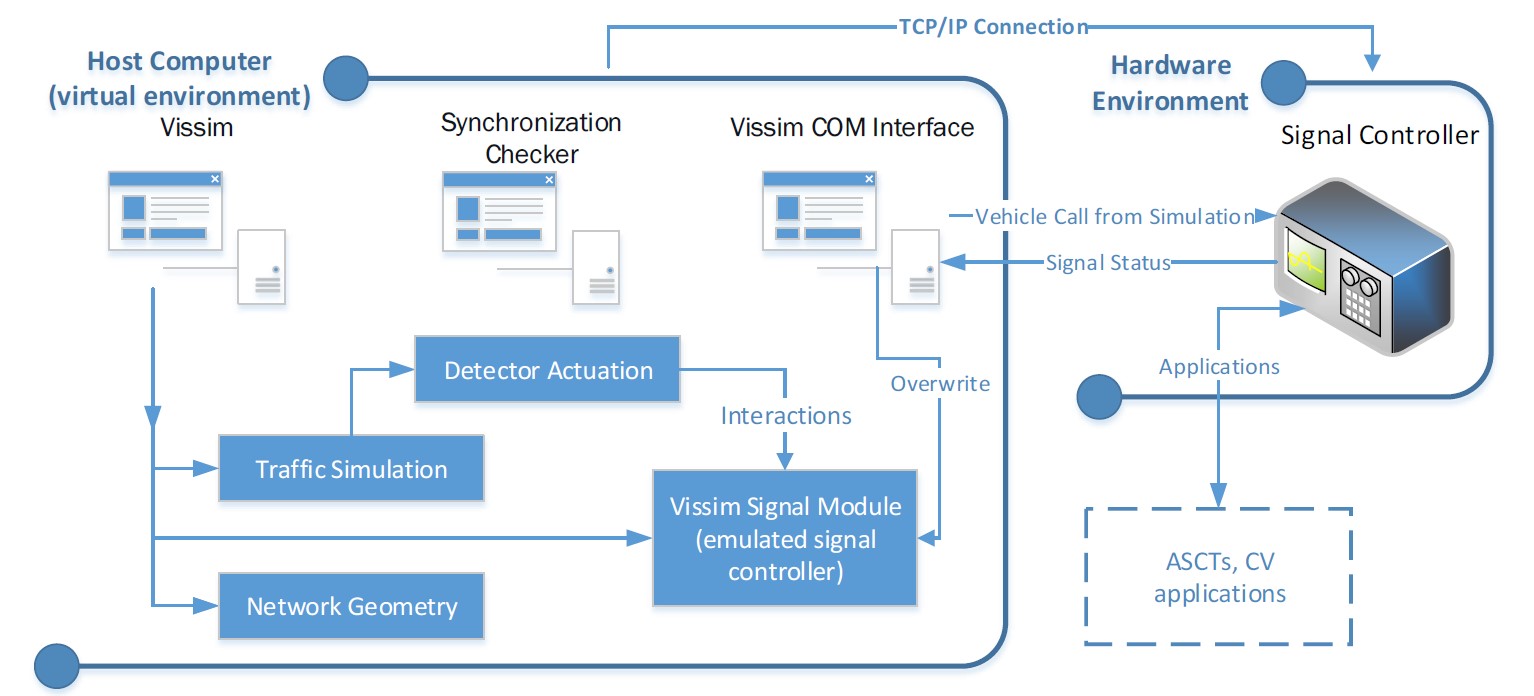 TCP/IP Connection
Host Computer
(virtual environment)
Hardware
Environment
Vissim
Synchronization
Checker
Vissim COM Interface
Signal Controller
Vehicle Call from Simulation
Signal Status
Detector Actuation
Applications
Overwrite
Interactions
Traffic Simulation
Vissim Signal Module
(emulated signal
controller)
ASCTs, CV
applications
Network Geometry